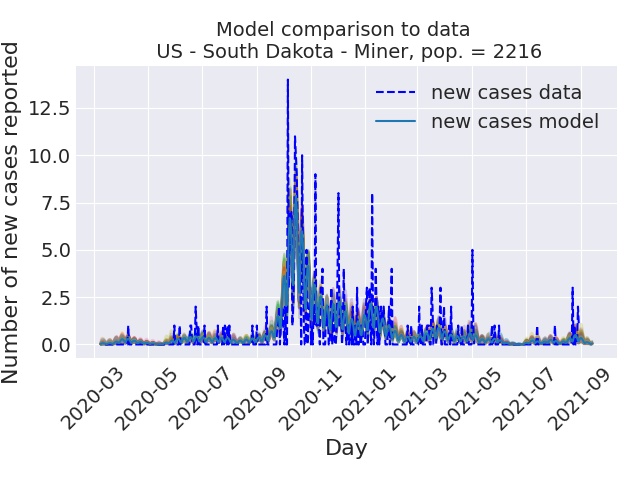 Model comparison to data
US - South Dakota - Miner, pop. = 2216
Number of new cases reported
12.5
10.0
7.5
5.0
2.5
0.0
new cases data
new cases model
2020-03
2020-05
2020-07
2020-09
2020-11
2021-01
2021-03
2021-05
2021-07
2021-09
Day